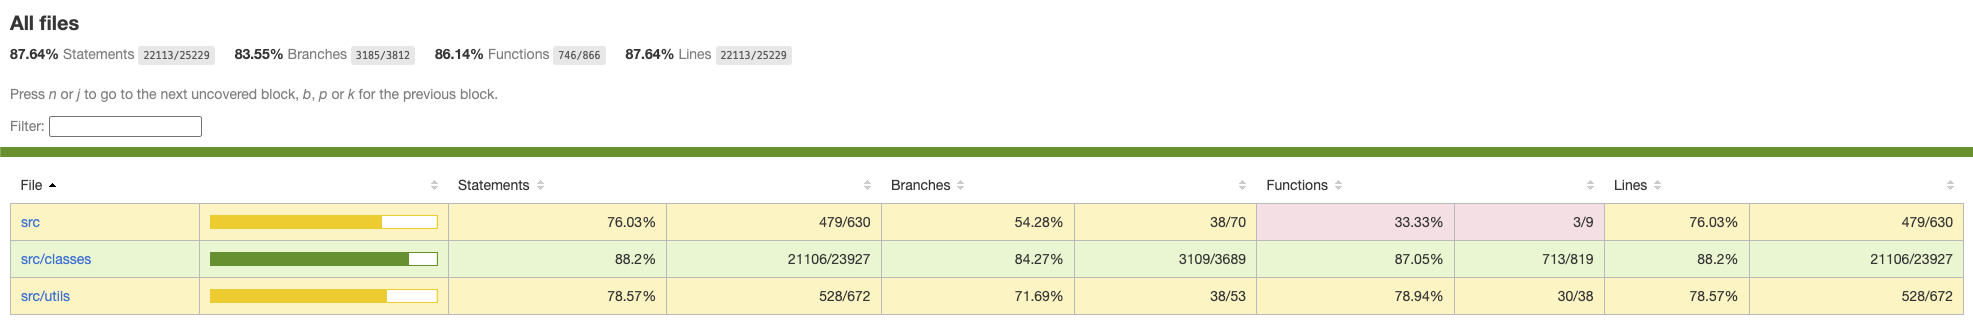 All files
87.64% Statements 22113/25229 83.55% Branches 3185/3812 86.14% Functions 746/866 87.64% Lines 22113/25229
Press n or j to go to the next uncovered block, b, p or k for the previous block.
Filter:
File Statements Branches Functions Lines
src 76.03% 479/630 54.28% 38/70 33.33% 3/9 76.03% 479/630
src/classes 88.2% 21106/23927 84.27% 3109/3689 87.05% 713/819 88.2% 21106/23927
src/utils 78.57% 528/672 71.69% 38/53 78.94% 30/38 78.57% 528/672